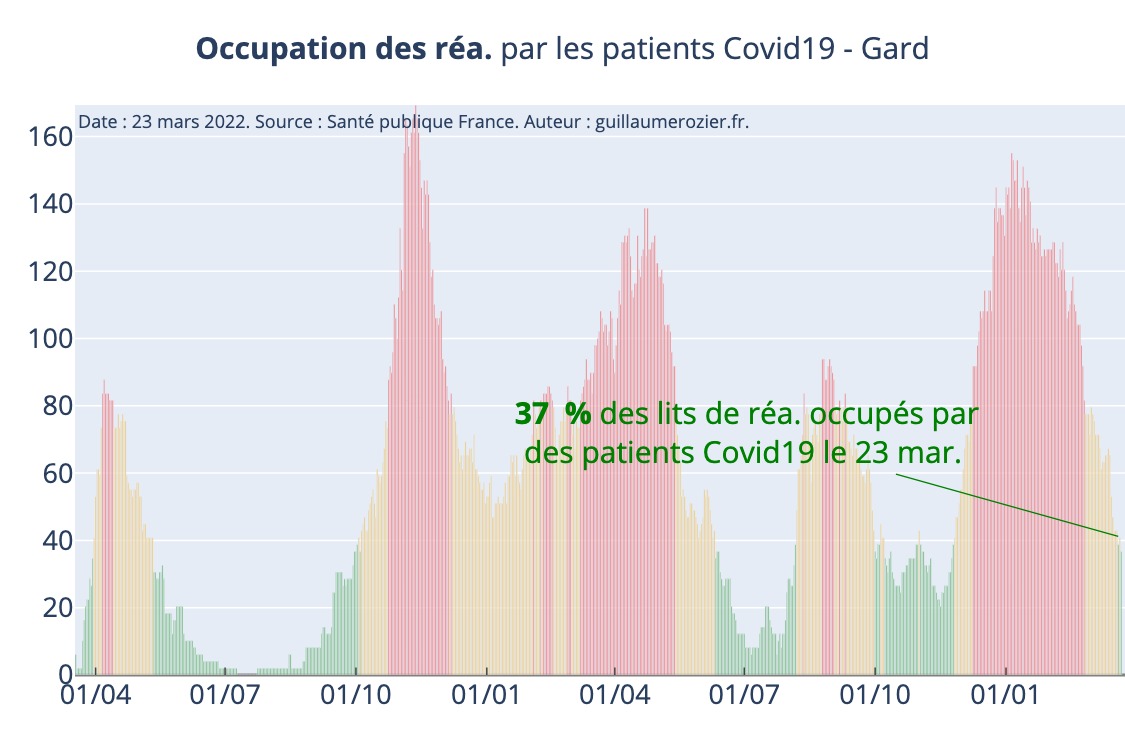 Occupation des réa. par les patients Covid19 - Gard
Date : 23 mars 2022. Source : Santé publique France. Auteur : guillaumerozier.fr.
160
140
120
100
80
60
40
20
0
37 % des lits de réa. occupés par
des patients Covid19 le 23 mar.
01/04 01/07 01/10 01/01 01/04 01/07 01/10 01/01